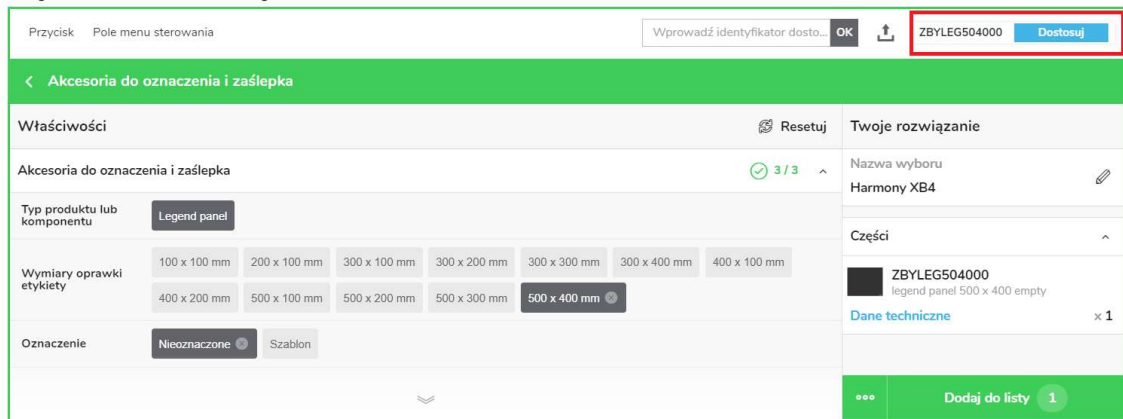 Przycisk Pole menu sterowania Wprowadź identyfikator dosto... OK ZBYLEG504000 Dostosuj
Akcesoria do oznaczenia i zaślepka
Właściwości Resetuj Twoje rozwiązanie
Akcesoria do oznaczenia i zaślepka 3 / 3
Nazwa wyboru
Harmony XB4
Typ produktu lub
komponentu
Legend panel
Części
Wymiary oprawki
etykiety
100 x 100 mm 200 x 100 mm 300 x 100 mm 300 x 200 mm 300 x 300 mm 300 x 400 mm 400 x 100 mm
400 x 200 mm 500 x 100 mm 500 x 200 mm 500 x 300 mm 500 x 400 mm
ZBYLEG504000
legend panel 500 x 400 empty
Dane techniczne x 1
Oznaczenie Nieoznaczone Szablon
Dodaj do listy 1